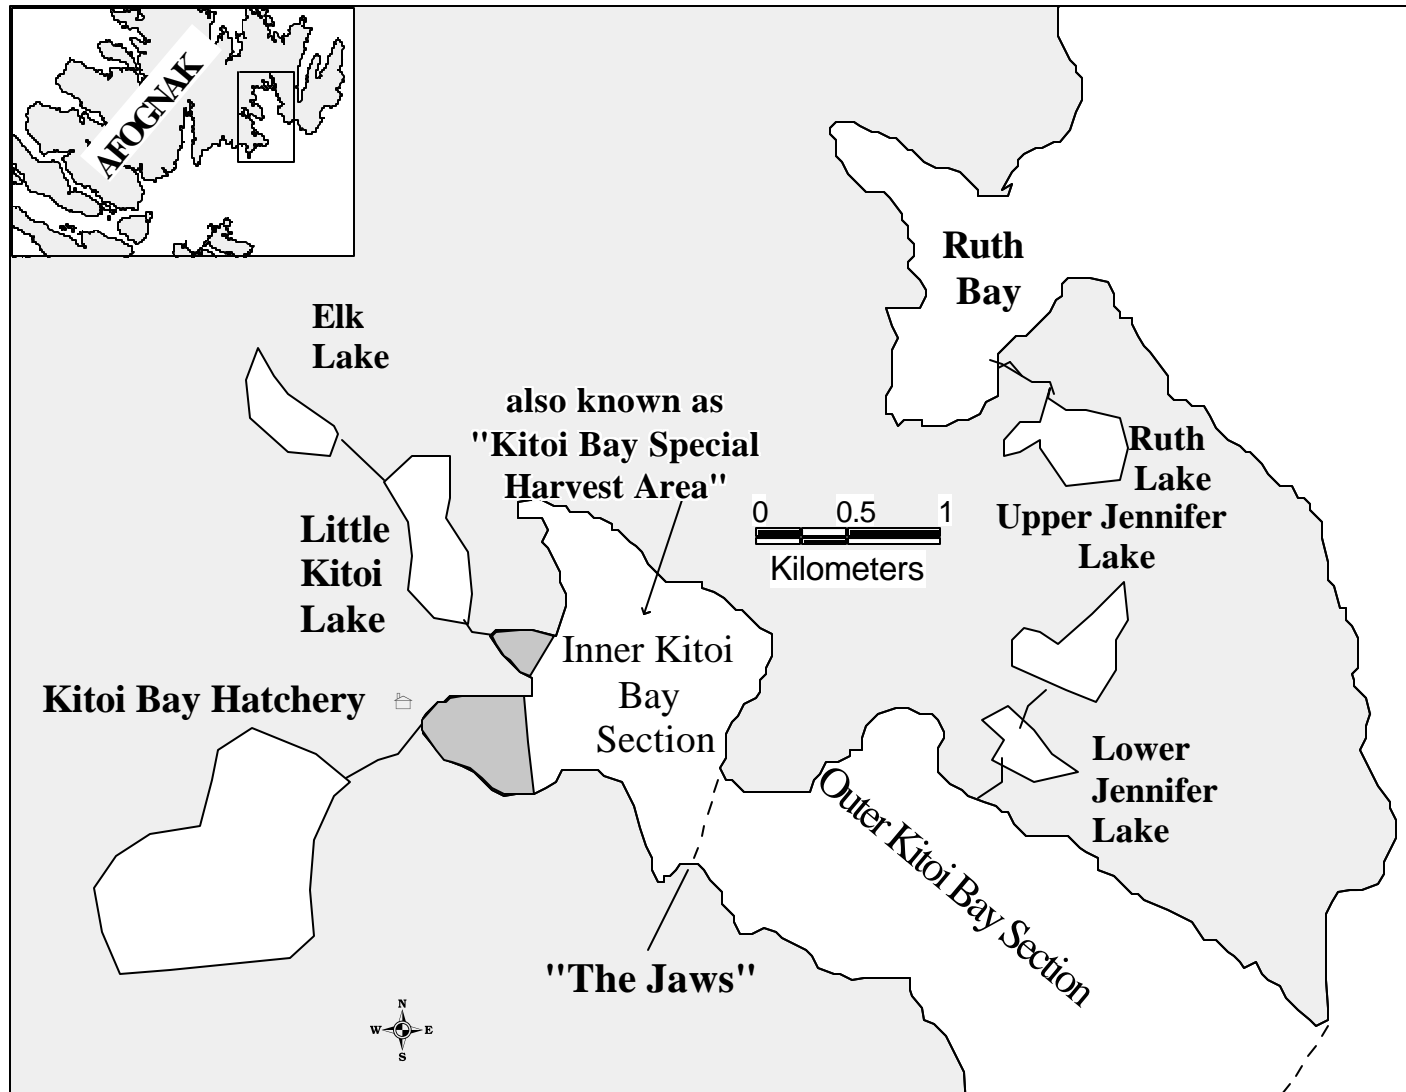 AFOGNAK
Ruth
Bay
Elk
Lake
also known as
"Kitoi Bay Special
Harvest Area"
Ruth
Lake
0 0.5 1
Kilometers
Upper Jennifer
Lake
Little
Kitoi
Lake
Inner Kitoi
Bay
Section
Kitoi Bay Hatchery
Lower
Jennifer
Lake
Outer Kitoi Bay Section
"The Jaws"
N
W E
S